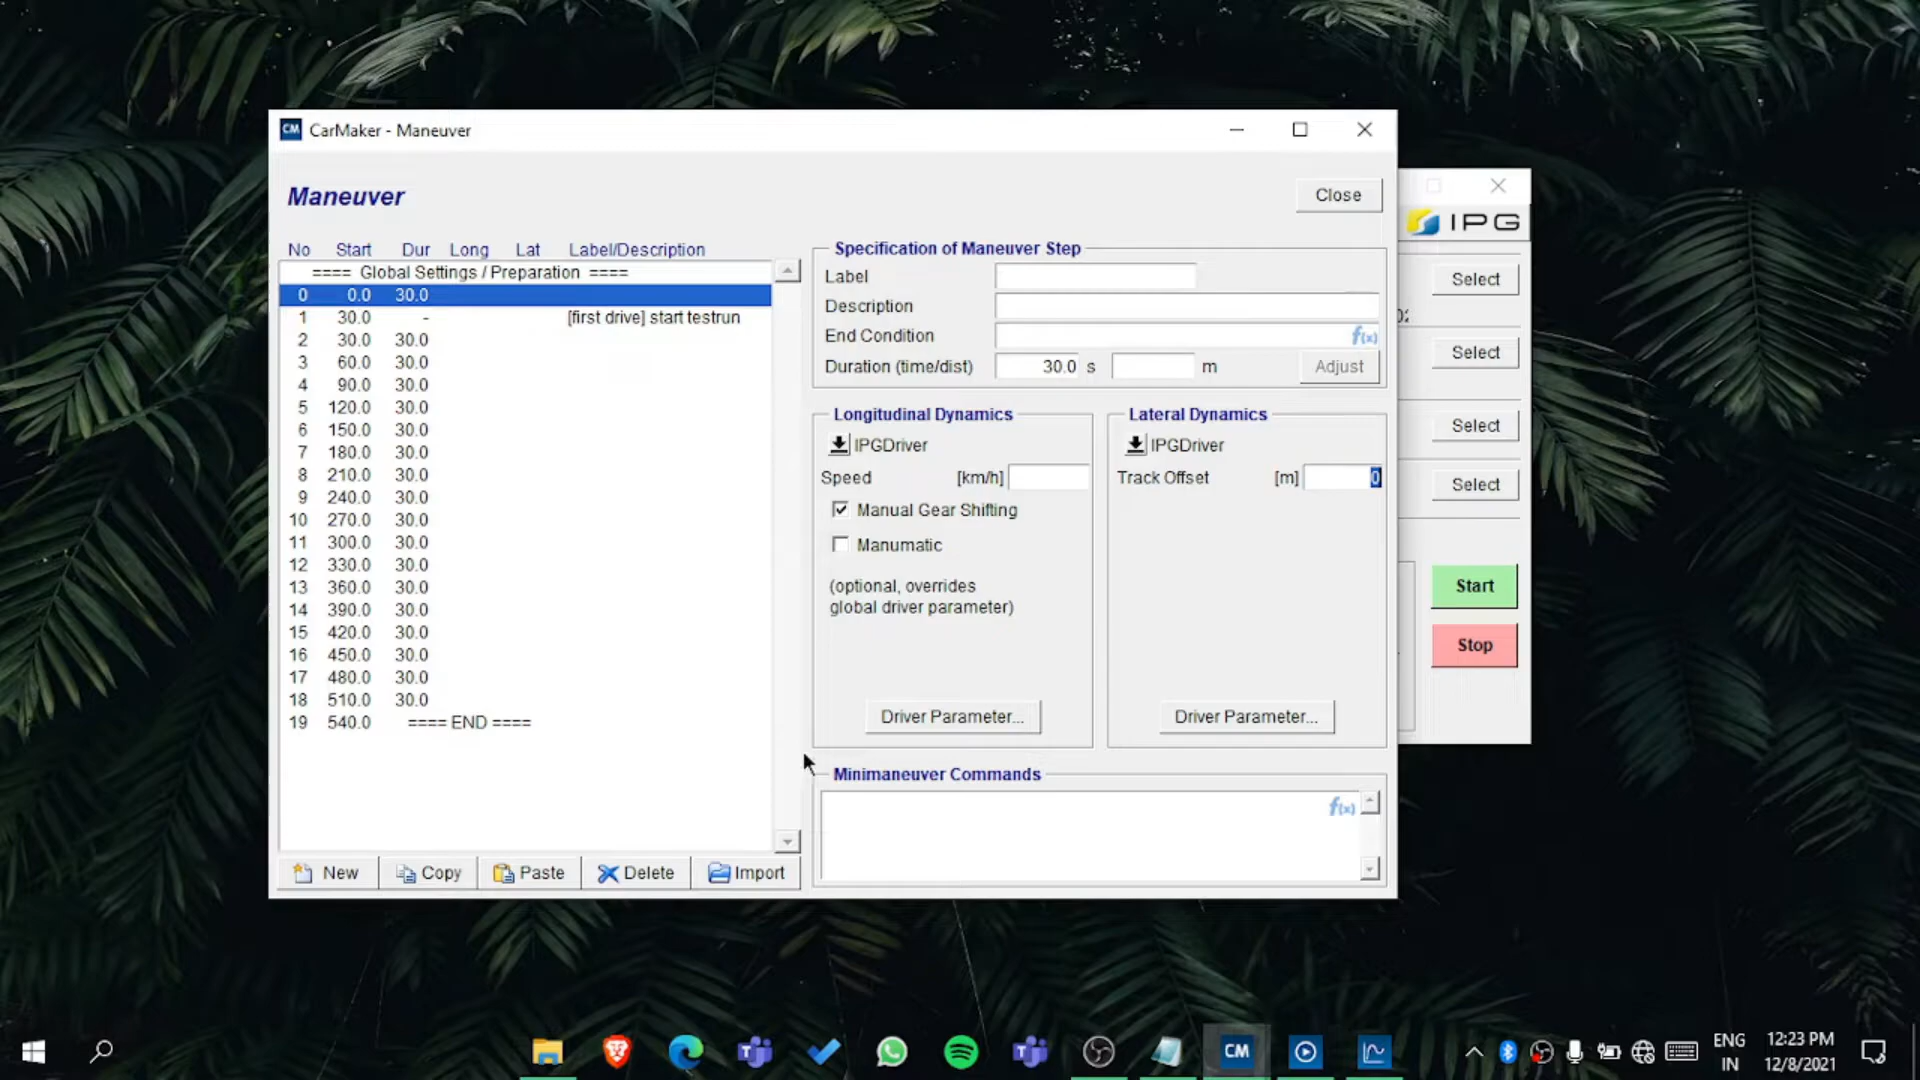 CM CarMaker - Maneuver
Maneuver
Close
IPG
No Start Dur Long Lat Label/Description
==== Global Settings / Preparation ====
0 0.0 30.0
1 30.0 - [first drive] start testrun
2 30.0 30.0
3 60.0 30.0
4 90.0 30.0
5 120.0 30.0
6 150.0 30.0
7 180.0 30.0
8 210.0 30.0
9 240.0 30.0
10 270.0 30.0
11 300.0 30.0
12 330.0 30.0
13 360.0 30.0
14 390.0 30.0
15 420.0 30.0
16 450.0 30.0
17 480.0 30.0
18 510.0 30.0
19 540.0 ==== END ====
New Copy Paste Delete Import
Specification of Maneuver Step
Label
Description
End Condition f(x)
Duration (time/dist) 30.0 s m Adjust
Longitudinal Dynamics
IPGDriver
Speed [km/h]
Manual Gear Shifting
Manumatic
(optional, overrides
global driver parameter)
Driver Parameter...
Lateral Dynamics
IPGDriver
Track Offset [m] 0
Driver Parameter...
Minimaneuver Commands
f(x)
Select
Select
Select
Select
Start
Stop
CM
ENG
IN
12:23 PM
12/8/2021